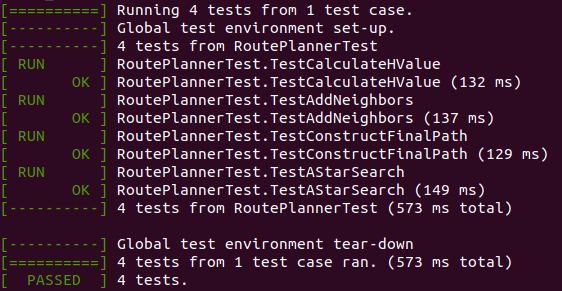 [==========] Running 4 tests from 1 test case.
[----------] Global test environment set-up.
[----------] 4 tests from RoutePlannerTest
[ RUN      ] RoutePlannerTest.TestCalculateHValue
[       OK ] RoutePlannerTest.TestCalculateHValue (132 ms)
[ RUN      ] RoutePlannerTest.TestAddNeighbors
[       OK ] RoutePlannerTest.TestAddNeighbors (137 ms)
[ RUN      ] RoutePlannerTest.TestConstructFinalPath
[       OK ] RoutePlannerTest.TestConstructFinalPath (129 ms)
[ RUN      ] RoutePlannerTest.TestAStarSearch
[       OK ] RoutePlannerTest.TestAStarSearch (149 ms)
[----------] 4 tests from RoutePlannerTest (573 ms total)
[----------] Global test environment tear-down
[==========] 4 tests from 1 test case ran. (573 ms total)
[  PASSED  ] 4 tests.